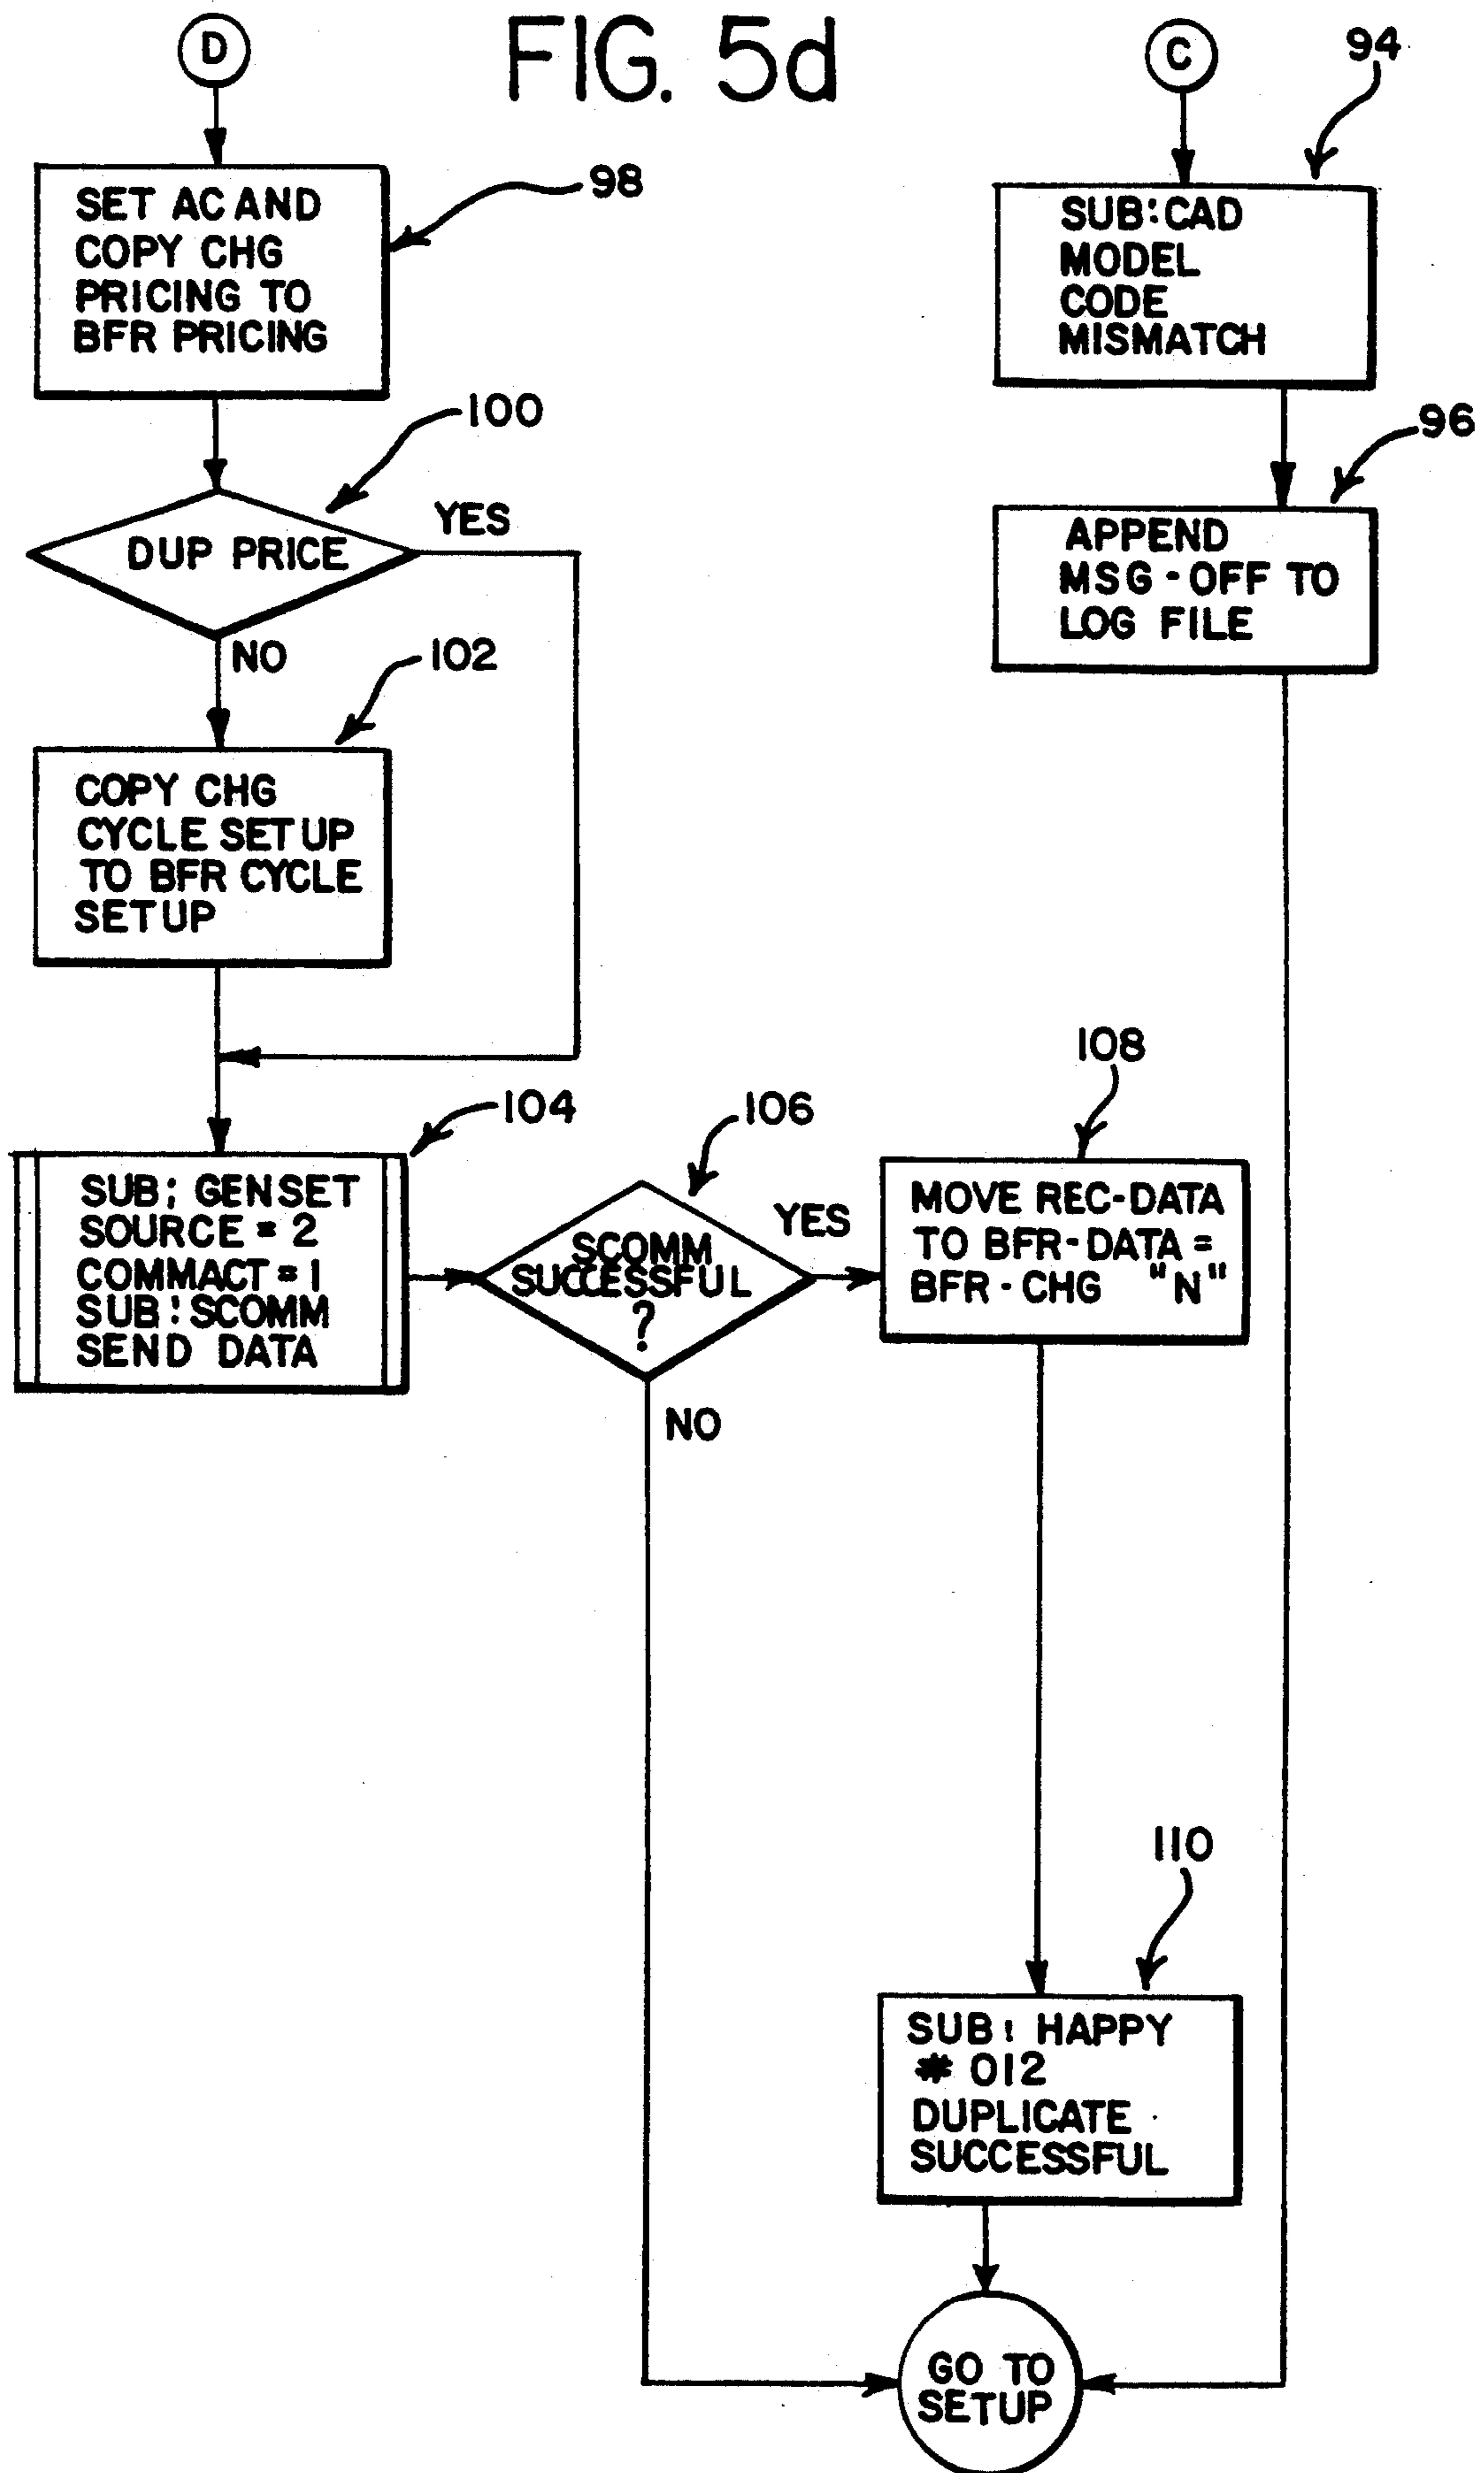 FIG. 5d
D
98
SET AC AND
COPY CHG
PRICING TO
BFR PRICING
100
DUP PRICE
YES
NO
102
COPY CHG
CYCLE SETUP
TO BFR CYCLE
SETUP
104
SUB; GENSET
SOURCE = 2
COMMACT = 1
SUB: SCOMM
SEND DATA
106
SCOMM
SUCCESSFUL
?
YES
NO
108
MOVE REC-DATA
TO BFR-DATA =
BFR-CHG "N"
110
SUB: HAPPY
# 012
DUPLICATE
SUCCESSFUL
GO TO
SETUP
C
94
SUB:CAD
MODEL
CODE
MISMATCH
96
APPEND
MSG-OFF TO
LOG FILE